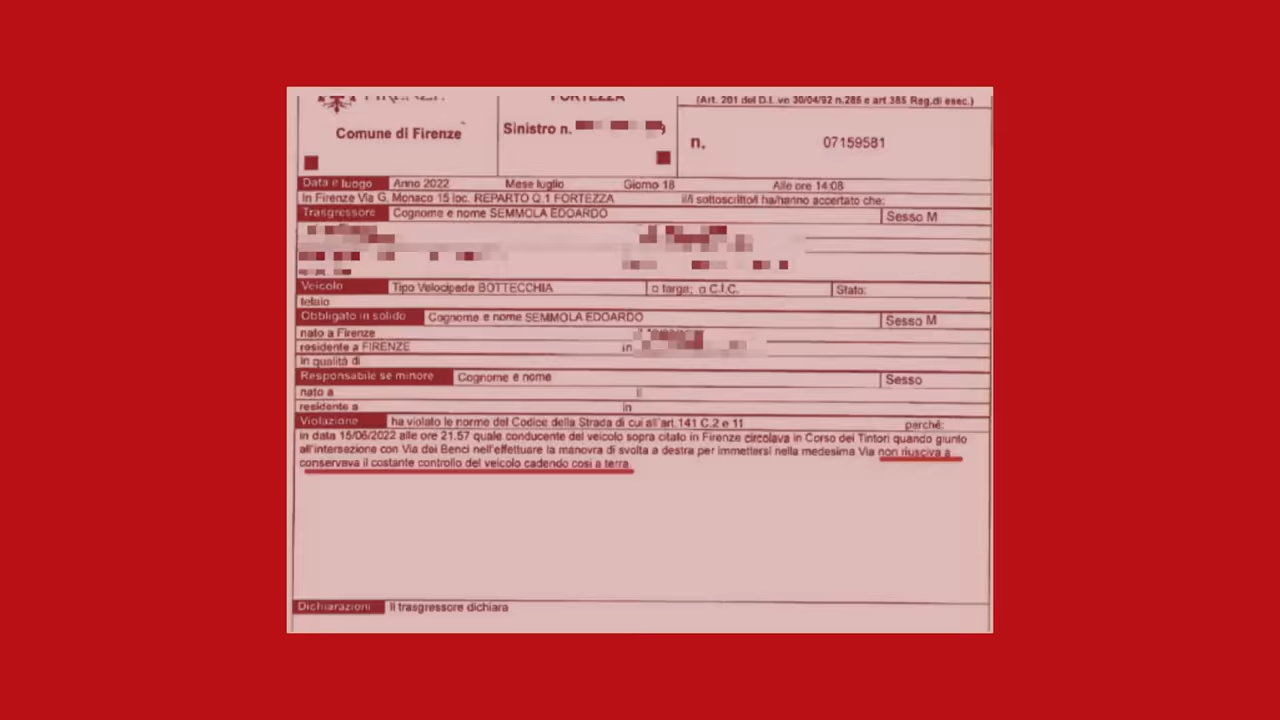 FIRENZE
FORTEZZA
(Art. 201 del D.L.vo 30/04/92 n.285 e art.385 Reg.di esec.)
Comune di Firenze
Sinistro n.
n. 07159581
Data e luogo Anno 2022 Mese luglio Giorno 18 Alle ore 14:08
In Firenze Via G. Monaco 15 loc. REPARTO Q.1 FORTEZZA il/i sottoscritto/i ha/hanno accertato che:
Trasgressore Cognome e nome SEMMOLA EDOARDO Sesso M
Veicolo Tipo Velocipede BOTTECCHIA o targa; o C.I.C. Stato:
telaio
Obbligato in solido Cognome e nome SEMMOLA EDOARDO Sesso M
nato a Firenze
residente a FIRENZE in
In qualità di
Responsabile se minore Cognome e nome Sesso
nato a il
residente a in
Violazione ha violato le norme del Codice della Strada di cui all'art.141 C.2 e 11 perché:
in data 15/06/2022 alle ore 21.57 quale conducente del veicolo sopra citato in Firenze circolava in Corso dei Tintori quando giunto
all'intersezione con Via dei Benci nell'effettuare la manovra di svolta a destra per immettersi nella medesima Via non riusciva a
conservava il costante controllo del veicolo cadendo così a terra.
Dichiarazioni Il trasgressore dichiara